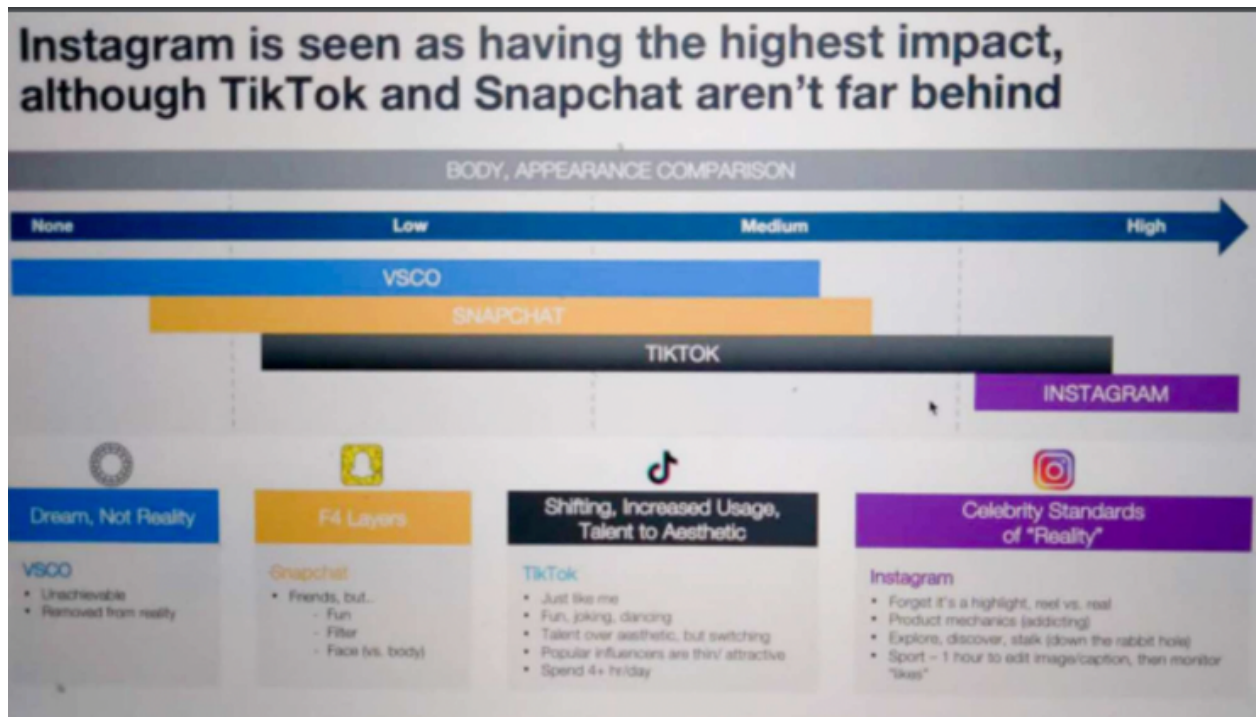 Instagram is seen as having the highest impact,
although TikTok and Snapchat aren't far behind
BODY, APPEARANCE COMPARISON
None Low Medium High
VSCO
SNAPCHAT
TIKTOK
INSTAGRAM
Dream, Not Reality
VSCO
• Unachievable
• Removed from reality
F4 Layers
Snapchat
• Friends, but..
- Fun
- Filter
- Face (vs. body)
Shifting, Increased Usage,
Talent to Aesthetic
TikTok
• Just like me
• Fun, joking, dancing
• Talent over aesthetic, but switching
• Popular influencers are thin/ attractive
• Spend 4+ hr/day
Celebrity Standards
of "Reality"
Instagram
• Forget it's a highlight, reel vs. real
• Product mechanics (addicting)
• Explore, discover, stalk (down the rabbit hole)
• Sport – 1 hour to edit image/caption, then monitor
"likes"